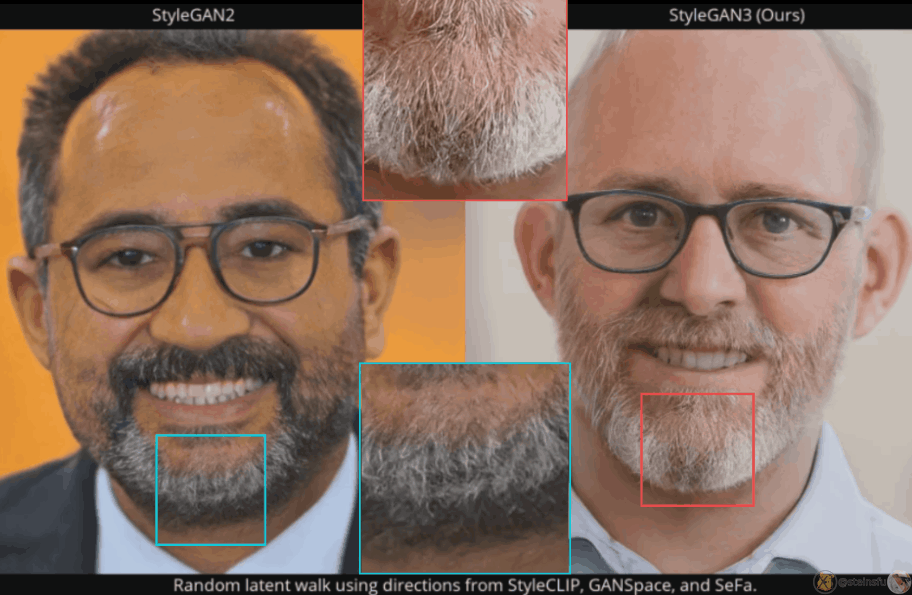 StyleGAN2
StyleGAN3 (Ours)
Random latent walk using directions from StyleCLIP, GANSpace, and SeFa.